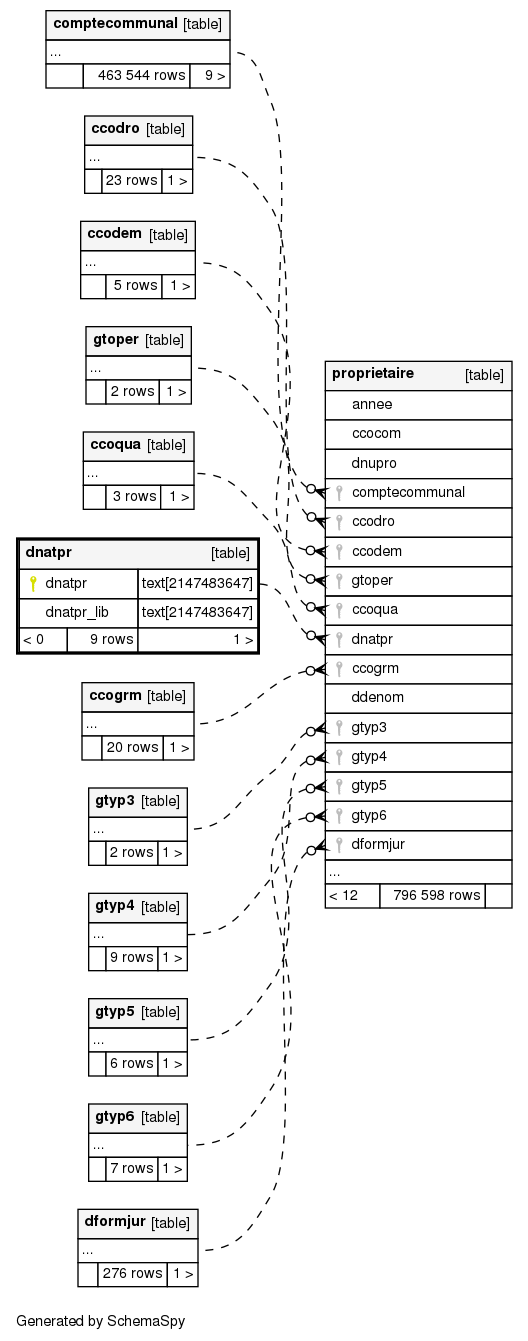 comptecommunal [table]
...
463 544 rows 9 >
ccodro [table]
...
23 rows 1 >
ccodem [table]
...
5 rows 1 >
gtoper [table]
...
2 rows 1 >
ccoqua [table]
...
3 rows 1 >
dnatpr [table]
dnatpr text[2147483647]
dnatpr_lib text[2147483647]
< 0 9 rows 1 >
ccogrm [table]
...
20 rows 1 >
gtyp3 [table]
...
2 rows 1 >
gtyp4 [table]
...
9 rows 1 >
gtyp5 [table]
...
6 rows 1 >
gtyp6 [table]
...
7 rows 1 >
dformjur [table]
...
276 rows 1 >
proprietaire [table]
annee
ccocom
dnupro
comptecommunal
ccodro
ccodem
gtoper
ccoqua
dnatpr
ccogrm
ddenom
gtyp3
gtyp4
gtyp5
gtyp6
dformjur
...
< 12 796 598 rows
Generated by SchemaSpy